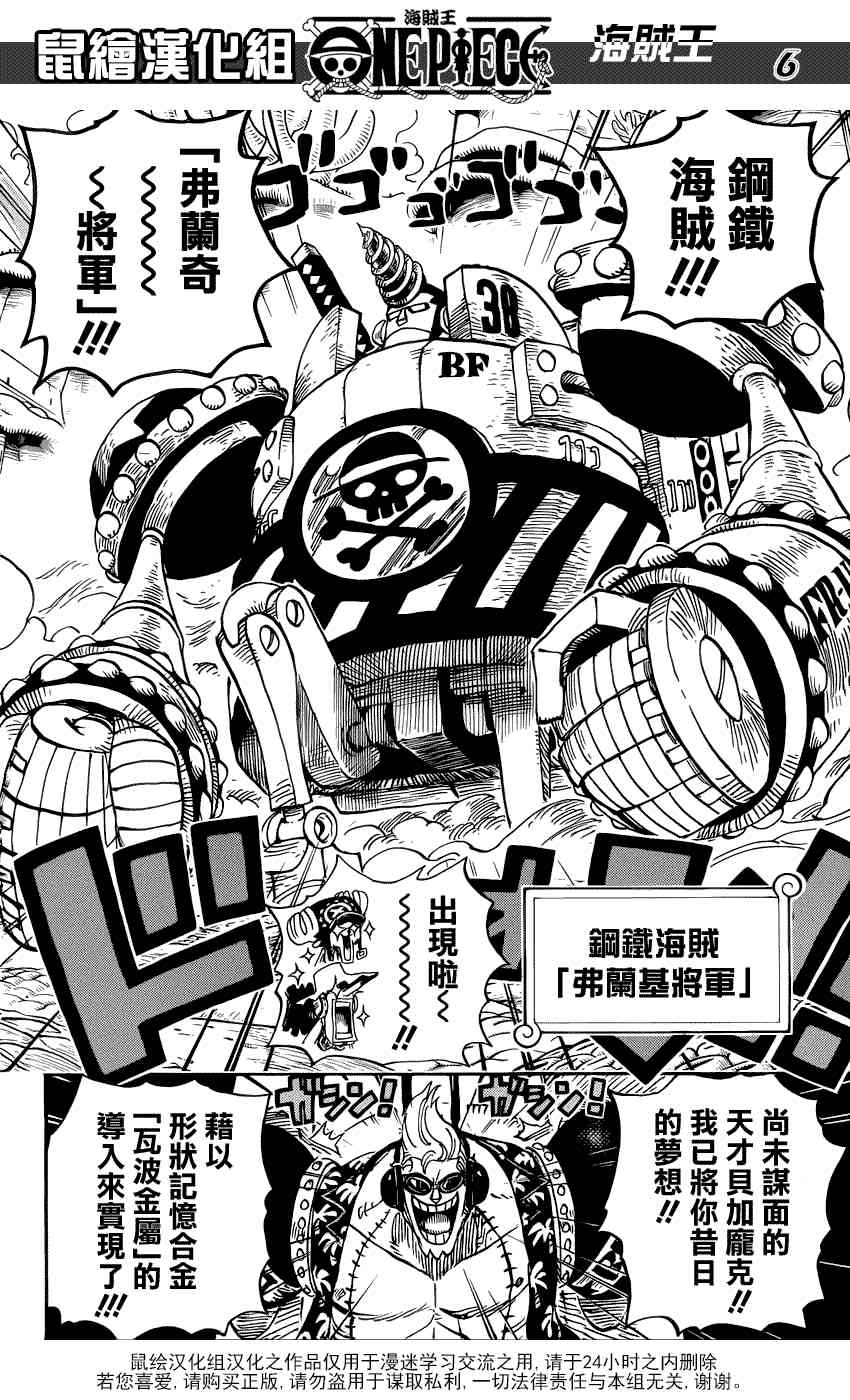 鼠繪漢化組
海賊王
ONE PIECE
海賊王
6
鋼鐵
海賊!!!
「弗蘭奇
～～～～
～將軍」!!!
ゴゴゴ
ゴゴゴ
38
BF
FR-
ドーーン!!
出現啦
～～～～!!
鋼鐵海賊
「弗蘭基將軍」
ガシン!
ガシン!
尚未謀面的
天才貝加龐克!!
我已將你昔日
的夢想!!
藉以
形狀記憶合金
「瓦波金屬」的
導入來實現了!!!
鼠绘汉化组汉化之作品仅用于漫迷学习交流之用, 请于24小时之内删除
若您喜爱, 请购买正版, 请勿用于谋取私利, 一切法律责任与本组无关, 谢谢。